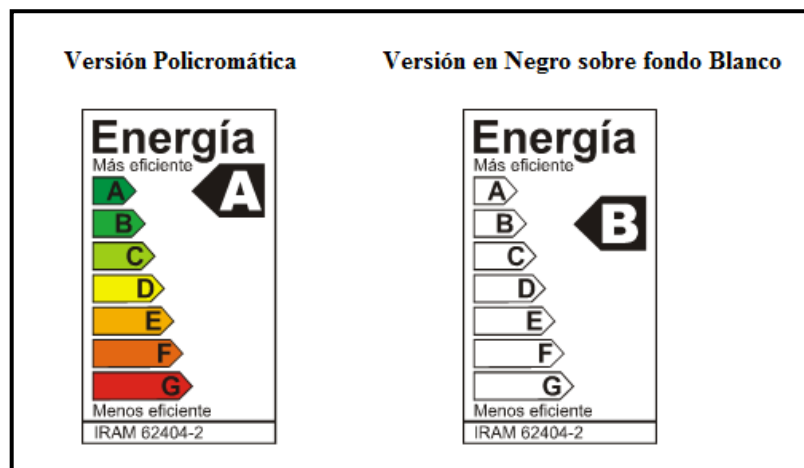 Versión Policromática
Versión en Negro sobre fondo Blanco
Energía
Más eficiente
A
A
B
C
D
E
F
G
Menos eficiente
IRAM 62404-2
Energía
Más eficiente
A
B
B
C
D
E
F
G
Menos eficiente
IRAM 62404-2